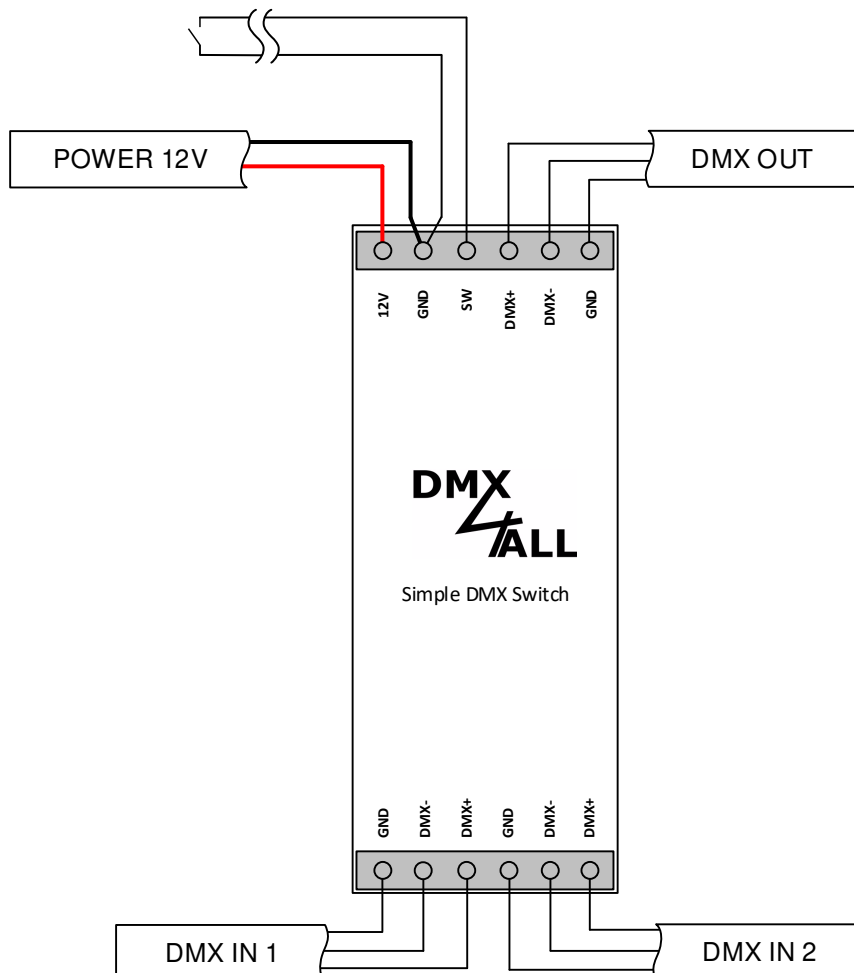 POWER 12V
DMX OUT
12V
GND
SW
DMX+
DMX-
GND
DMX
4ALL
Simple DMX Switch
GND
DMX-
DMX+
GND
DMX-
DMX+
DMX IN 1
DMX IN 2